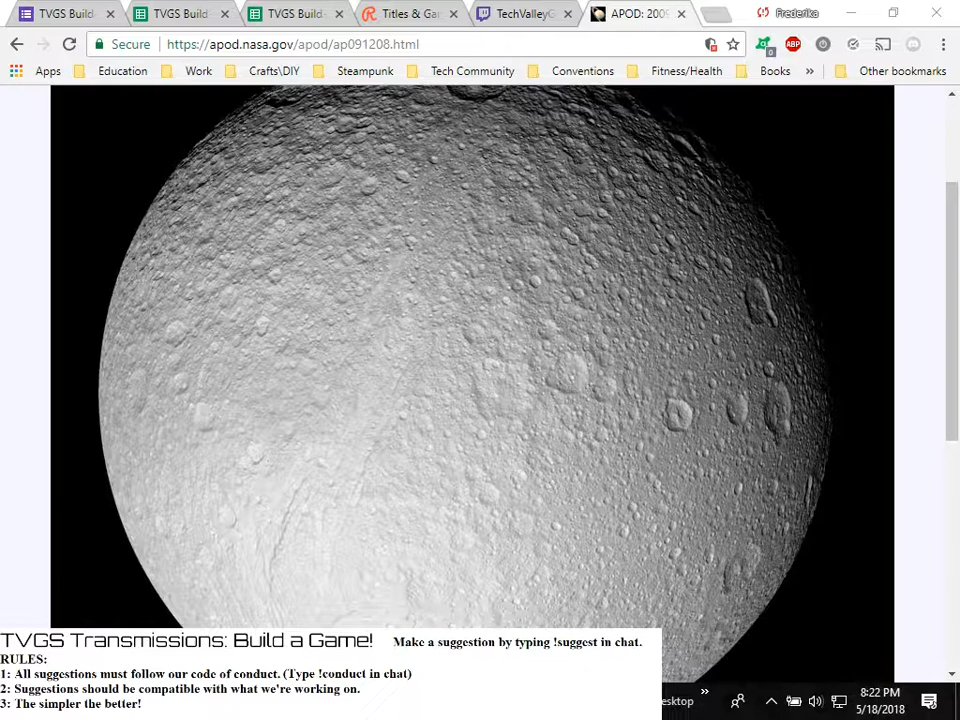 TVGS Build
TVGS Build
TVGS Build
Titles & Gar
TechValleyG
APOD: 2009
Frederika
Secure
https://apod.nasa.gov/apod/ap091208.html
ABP
0
Apps
Education
Work
Crafts\DIY
Steampunk
Tech Community
Conventions
Fitness/Health
Books
»
Other bookmarks
TVGS Transmissions: Build a Game!
Make a suggestion by typing !suggest in chat.
RULES:
1: All suggestions must follow our code of conduct. (Type !conduct in chat)
2: Suggestions should be compatible with what we're working on.
3: The simpler the better!
esktop
»
8:22 PM
5/18/2018